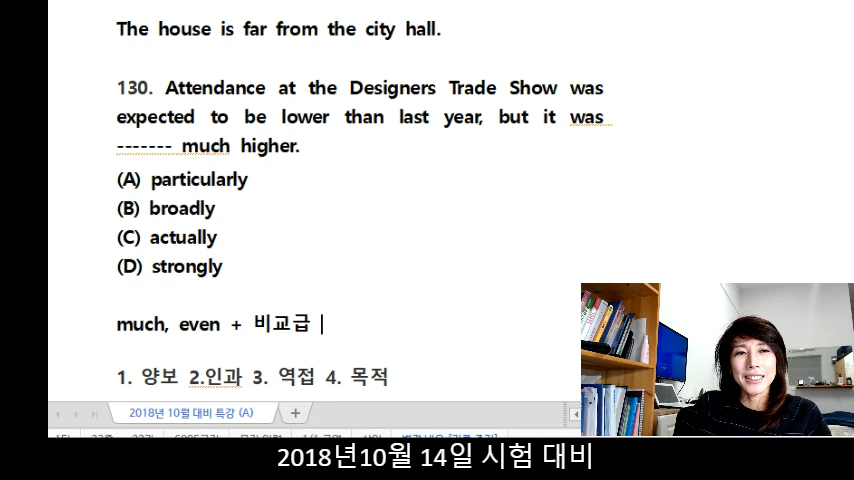 The house is far from the city hall.
130. Attendance at the Designers Trade Show was
expected to be lower than last year, but it was
------- much higher.
(A) particularly
(B) broadly
(C) actually
(D) strongly
much, even + 비교급
1. 양보 2.인과 3. 역접 4. 목적
2018년 10월 대비 특강 (A)
2018년10월 14일 시험 대비